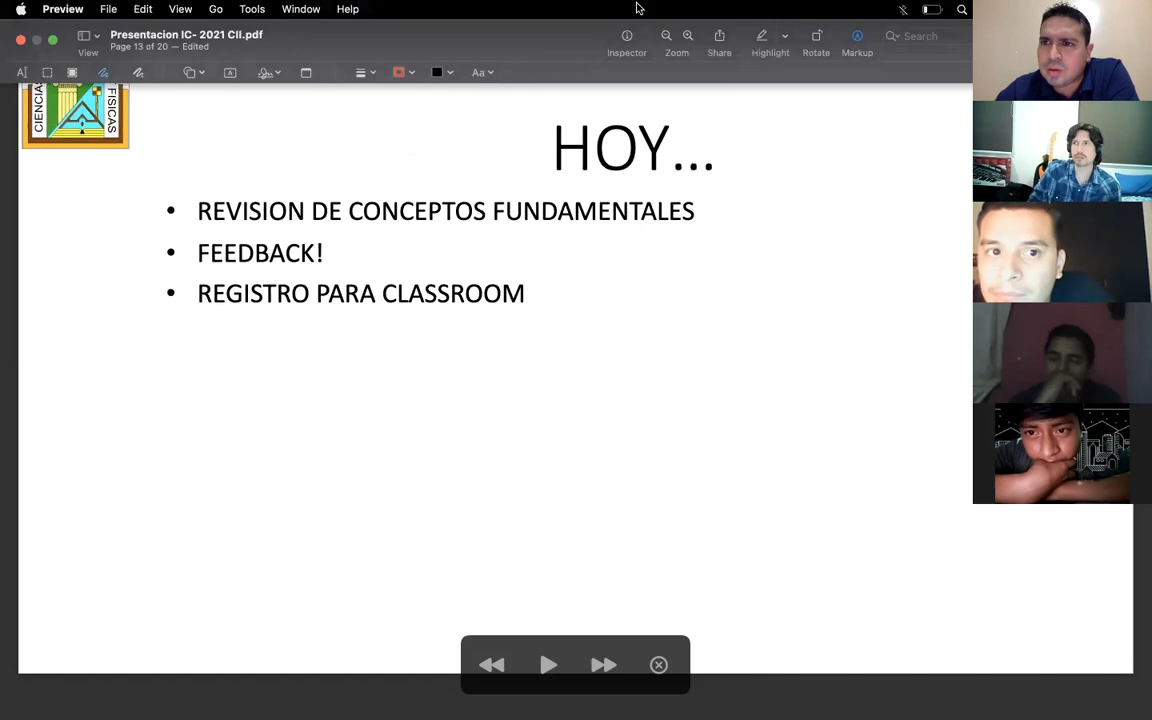 Preview File Edit View Go Tools Window Help
Presentacion IC- 2021 CII.pdf
Page 13 of 20 — Edited
View
Inspector
Zoom
Share
Highlight
Rotate
Markup
Search
Aa
CIENCIAS
FISICAS
HOY...
• REVISION DE CONCEPTOS FUNDAMENTALES
• FEEDBACK!
• REGISTRO PARA CLASSROOM